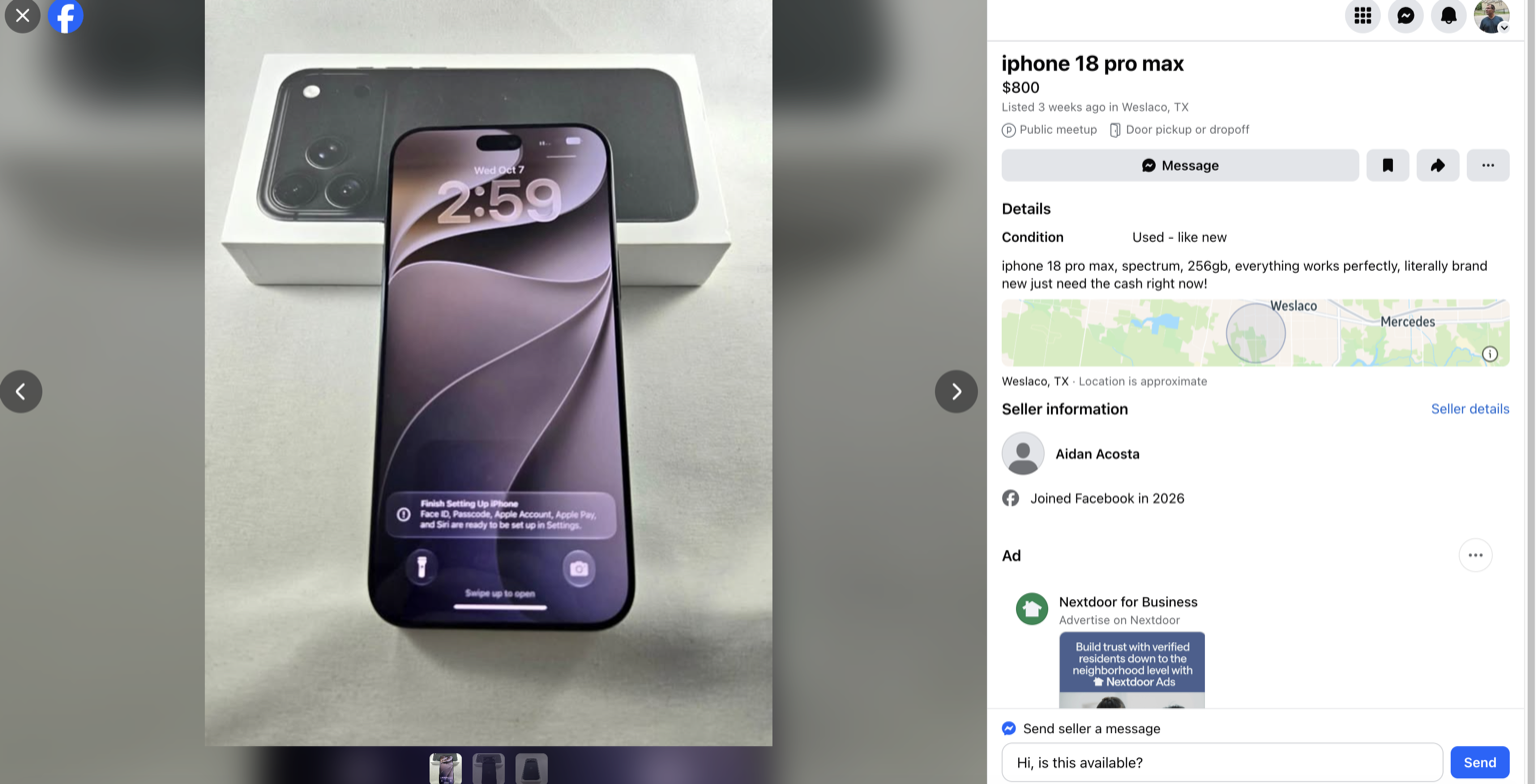 iphone 18 pro max
$800
Listed 3 weeks ago in Weslaco, TX
Public meetup Door pickup or dropoff
Message
Details
Condition Used - like new
iphone 18 pro max, spectrum, 256gb, everything works perfectly, literally brand
new just need the cash right now!
Weslaco
Mercedes
Weslaco, TX · Location is approximate
Seller information Seller details
Aidan Acosta
Joined Facebook in 2026
Ad
Nextdoor for Business
Advertise on Nextdoor
Build trust with verified
residents down to the
neighborhood level with
Nextdoor Ads
Send seller a message
Hi, is this available?
Send
Wed Oct 7
2:59
Finish Setting Up iPhone
Face ID, Passcode, Apple Account, Apple Pay,
and Siri are ready to be set up in Settings.
Swipe up to open